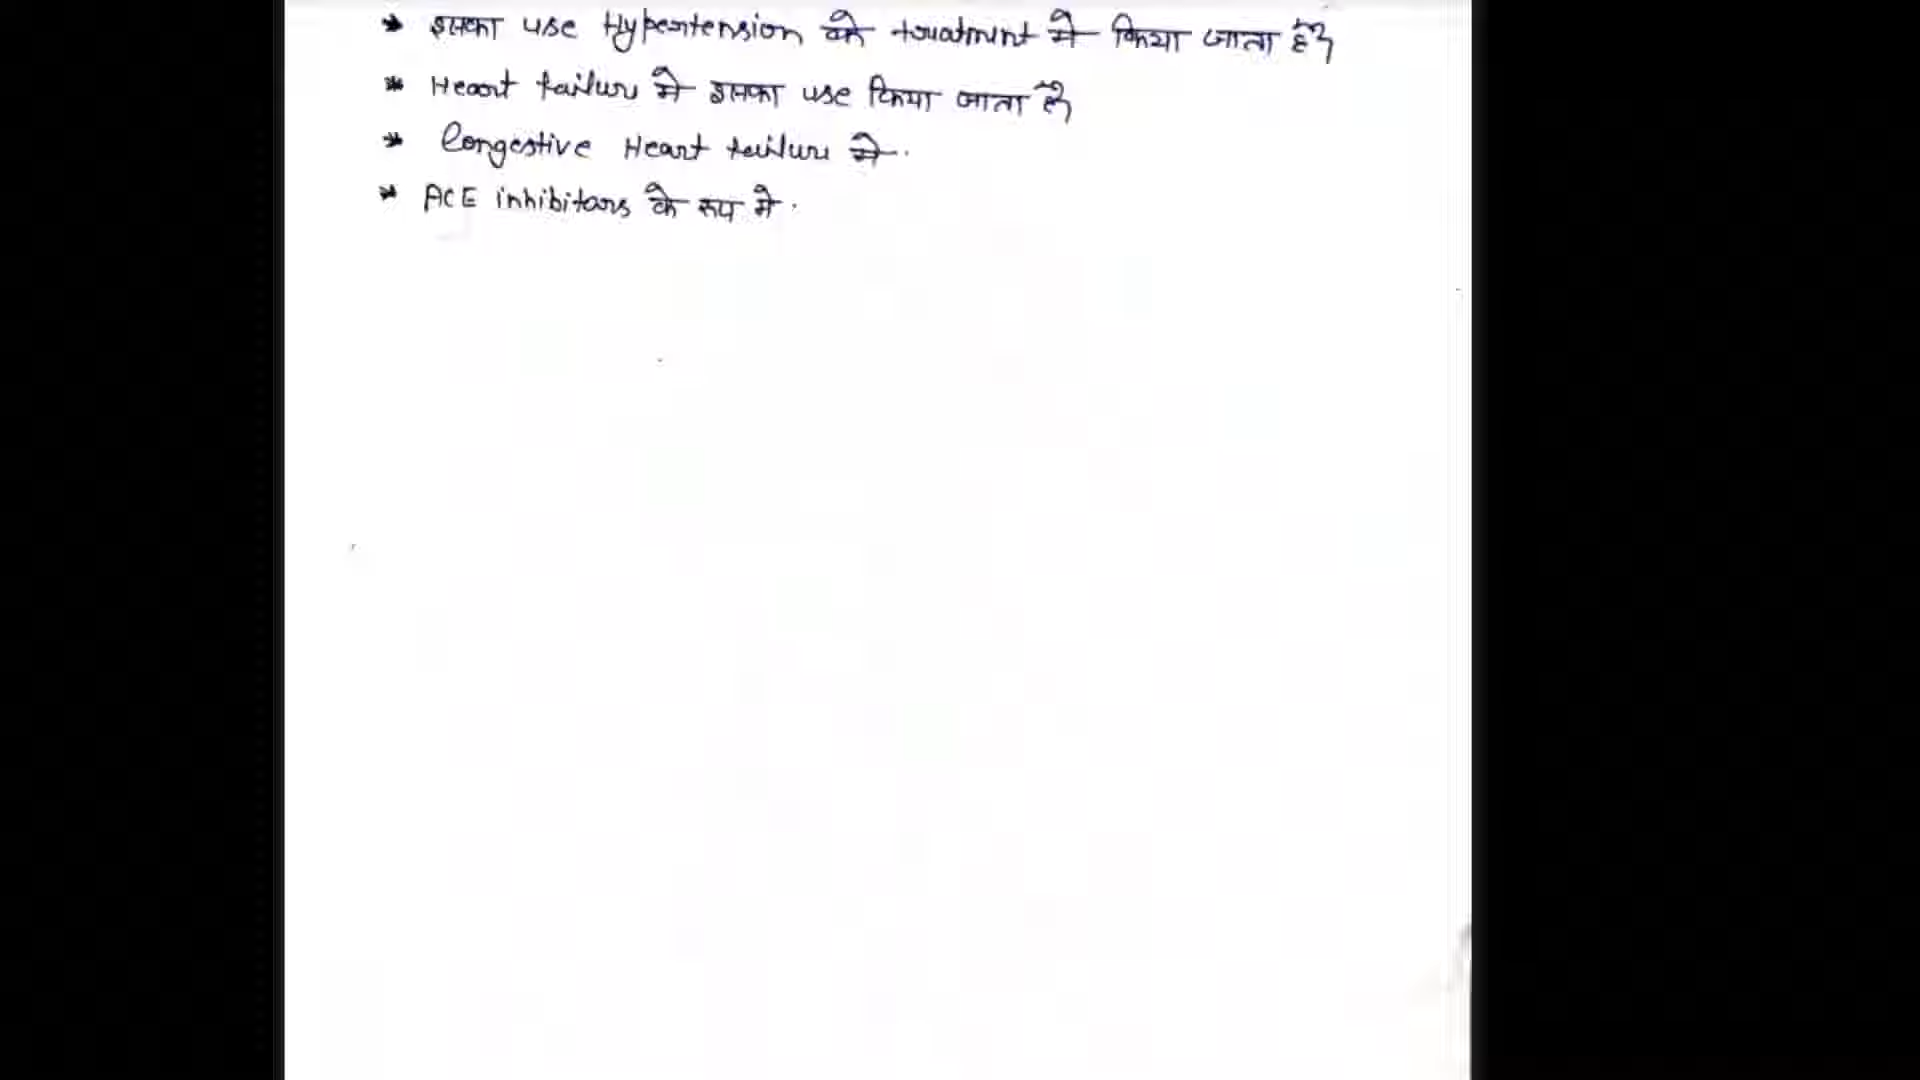 * इसका use Hypertension के treatment मे किया जाता है
* Heart failure मे इसका use किया जाता है
* Congestive Heart failure मे.
* ACE inhibitors के रूप मे.